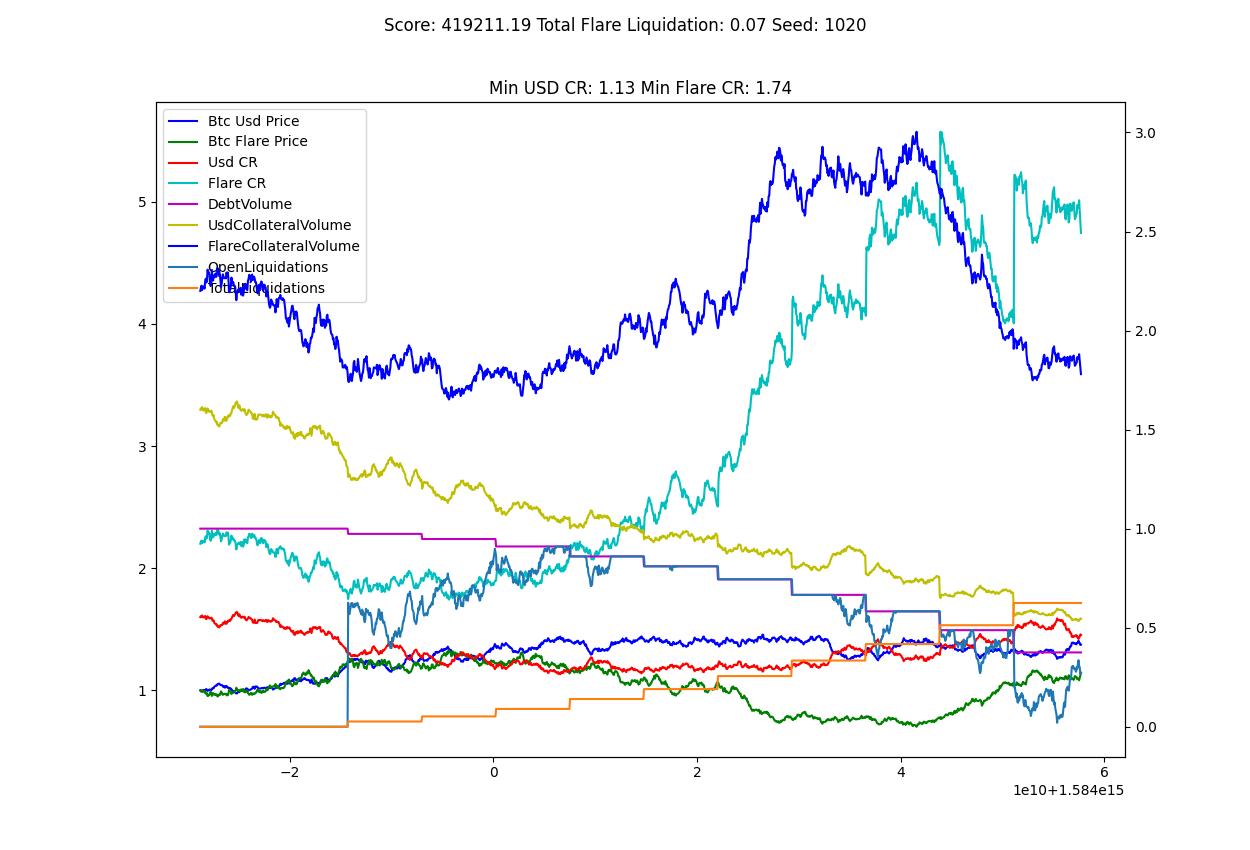 Score: 419211.19 Total Flare Liquidation: 0.07 Seed: 1020
Min USD CR: 1.13 Min Flare CR: 1.74
Btc Usd Price
Btc Flare Price
Usd CR
Flare CR
DebtVolume
UsdCollateralVolume
FlareCollateralVolume
OpenLiquidations
TotalLiquidations
5
4
3
2
1
3.0
2.5
2.0
1.5
1.0
0.5
0.0
−2 0 2 4 6
1e10+1.584e15